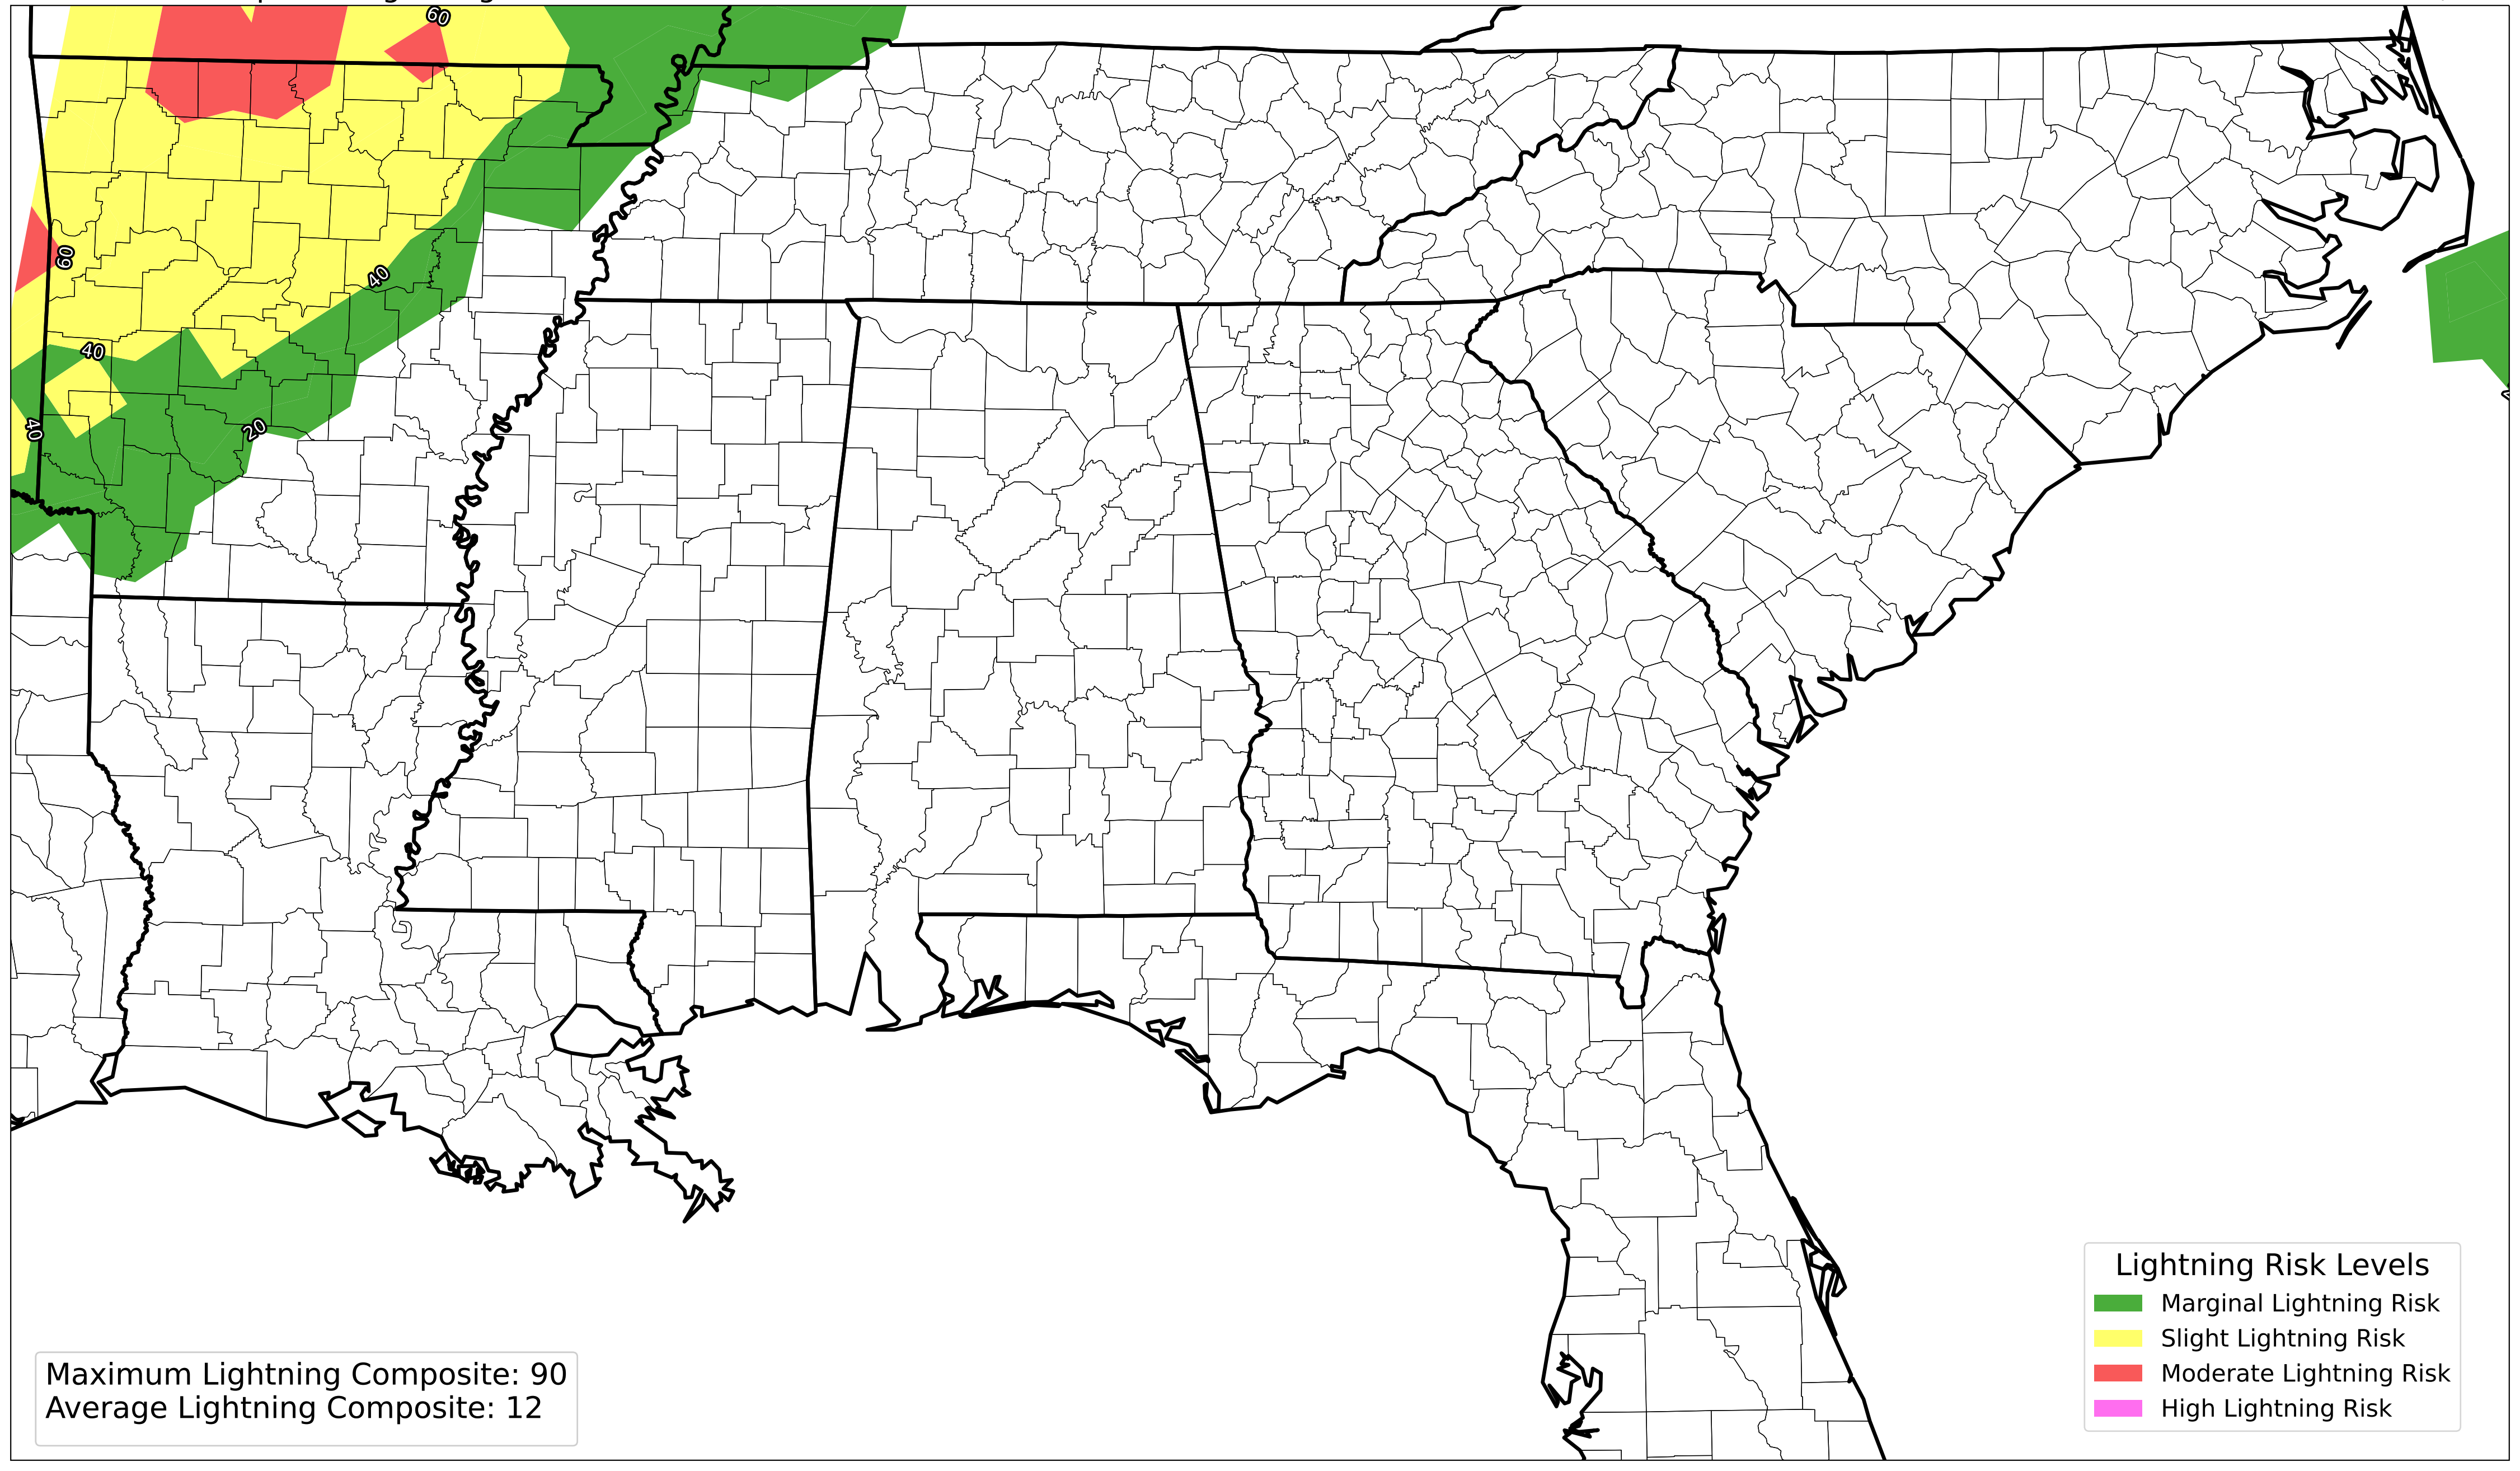 60
60
40
40
40
20
Lightning Risk Levels
Marginal Lightning Risk
Slight Lightning Risk
Moderate Lightning Risk
High Lightning Risk
Maximum Lightning Composite: 90
Average Lightning Composite: 12